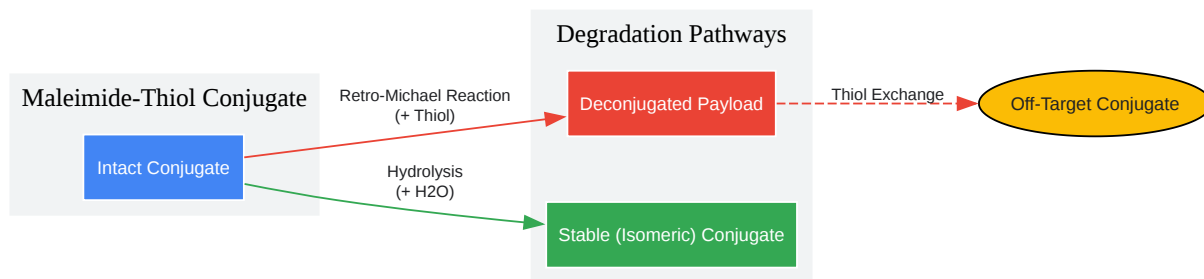 Maleimide-Thiol Conjugate
Intact Conjugate
Retro-Michael Reaction
(+ Thiol)
Hydrolysis
(+ H2O)
Degradation Pathways
Deconjugated Payload
Stable (Isomeric) Conjugate
Thiol Exchange
Off-Target Conjugate